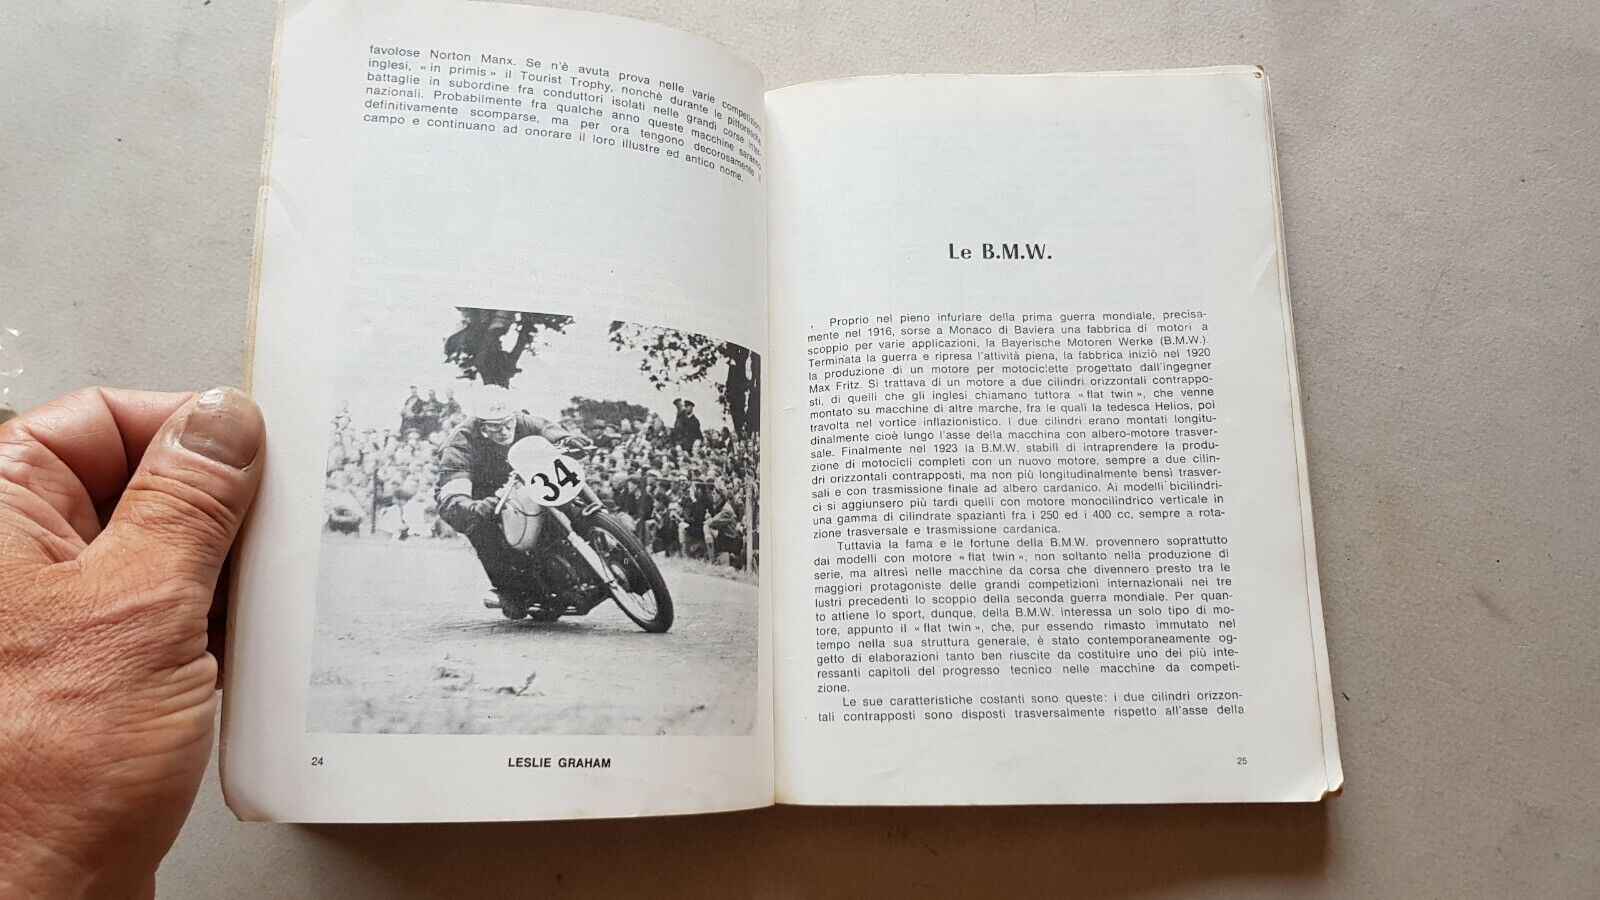 favolose Norton Manx. Se n'è avuta prova nelle varie competizioni
inglesi, « in primis » il Tourist Trophy, nonchè durante le pittoresche
battaglie in subordine fra conduttori isolati nelle grandi corse inter-
nazionali. Probabilmente fra qualche anno queste macchine saranno
definitivamente scomparse, ma per ora tengono decorosamente il
campo e continuano ad onorare il loro illustre ed antico nome.
34
24
LESLIE GRAHAM
Le B.M.W.
Proprio nel pieno infuriare della prima guerra mondiale, precisa-
mente nel 1916, sorse a Monaco di Baviera una fabbrica di motori a
scoppio per varie applicazioni, la Bayerische Motoren Werke (B.M.W.).
Terminata la guerra e ripresa l'attività piena, la fabbrica iniziò nel 1920
la produzione di un motore per motociclette progettato dall'ingegner
Max Fritz. Si trattava di un motore a due cilindri orizzontali contrappo-
sti, di quelli che gli inglesi chiamano tuttora « flat twin », che venne
montato su macchine di altre marche, fra le quali la tedesca Helios, poi
travolta nel vortice inflazionistico. I due cilindri erano montati longitu-
dinalmente cioè lungo l'asse della macchina con albero-motore trasver-
sale. Finalmente nel 1923 la B.M.W. stabilì di intraprendere la produ-
zione di motocicli completi con un nuovo motore, sempre a due cilin-
dri orizzontali contrapposti, ma non più longitudinalmente bensì trasver-
sali e con trasmissione finale ad albero cardanico. Ai modelli bicilindri-
ci si aggiunsero più tardi quelli con motore monocilindrico verticale in
una gamma di cilindrate spazianti fra i 250 ed i 400 cc, sempre a rota-
zione trasversale e trasmissione cardanica.
Tuttavia la fama e le fortune della B.M.W. provennero soprattutto
dai modelli con motore « flat twin », non soltanto nella produzione di
serie, ma altresì nelle macchine da corsa che divennero presto tra le
maggiori protagoniste delle grandi competizioni internazionali nei tre
lustri precedenti lo scoppio della seconda guerra mondiale. Per quan-
to attiene lo sport, dunque, della B.M.W. interessa un solo tipo di mo-
tore, appunto il « flat twin », che, pur essendo rimasto immutato nel
tempo nella sua struttura generale, è stato contemporaneamente og-
getto di elaborazioni tanto ben riuscite da costituire uno dei più inte-
ressanti capitoli del progresso tecnico nelle macchine da competi-
zione.
Le sue caratteristiche costanti sono queste: i due cilindri orizzon-
tali contrapposti sono disposti trasversalmente rispetto all'asse della
25